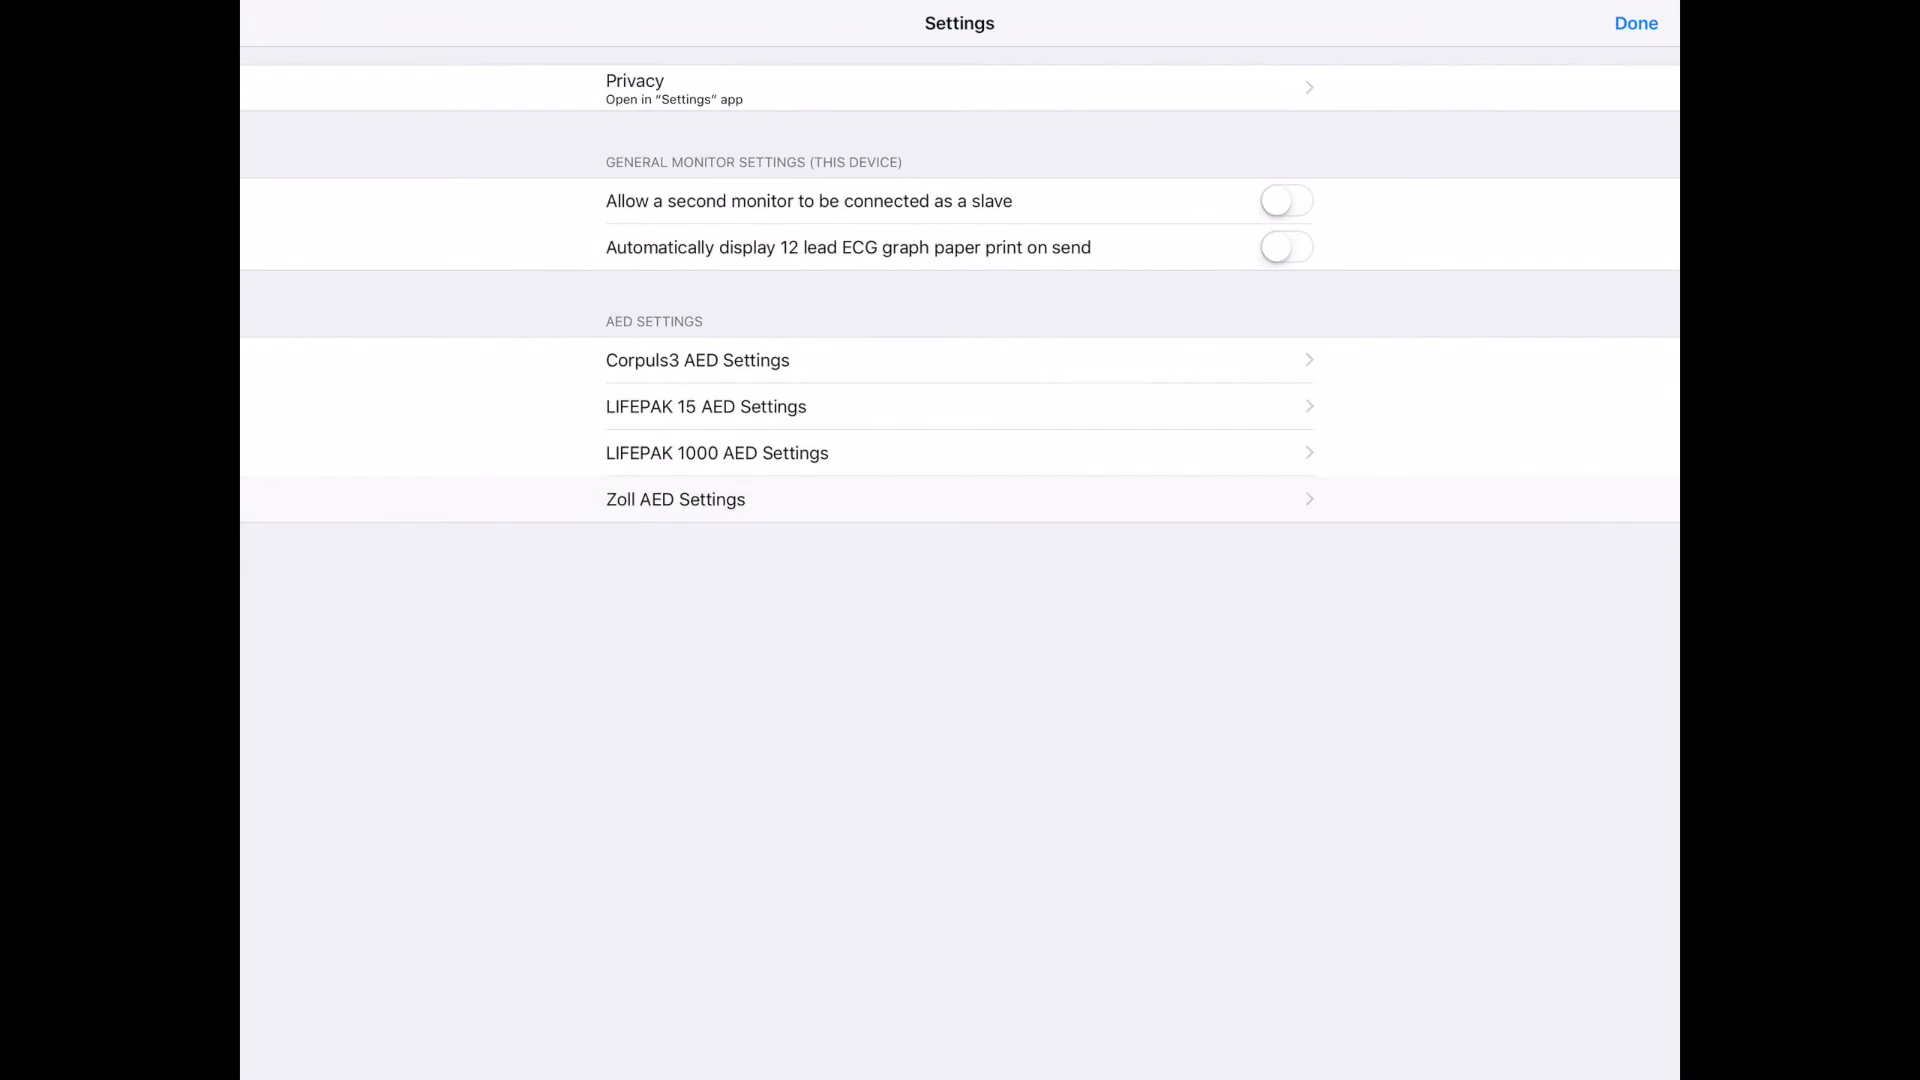 Settings
Done
Privacy
Open in “Settings” app
GENERAL MONITOR SETTINGS (THIS DEVICE)
Allow a second monitor to be connected as a slave
Automatically display 12 lead ECG graph paper print on send
AED SETTINGS
Corpuls3 AED Settings
LIFEPAK 15 AED Settings
LIFEPAK 1000 AED Settings
Zoll AED Settings